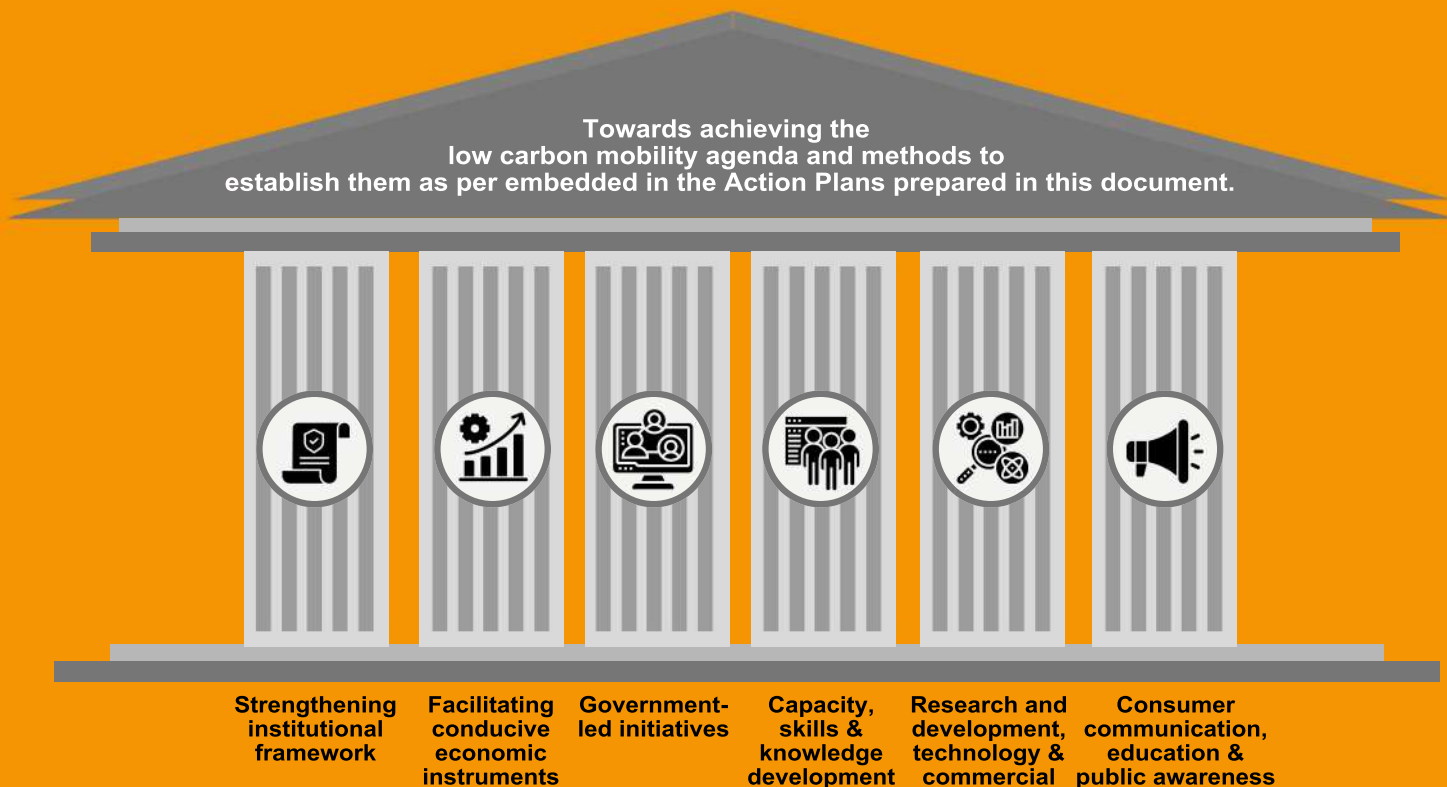 Towards achieving the
low carbon mobility agenda and methods to
establish them as per embedded in the Action Plans prepared in this document.
Strengthening
institutional
framework
Facilitating
conducive
economic
instruments
Government-
led initiatives
Capacity,
skills &
knowledge
development
Research and
development,
technology &
commercial
Consumer
communication,
education &
public awareness